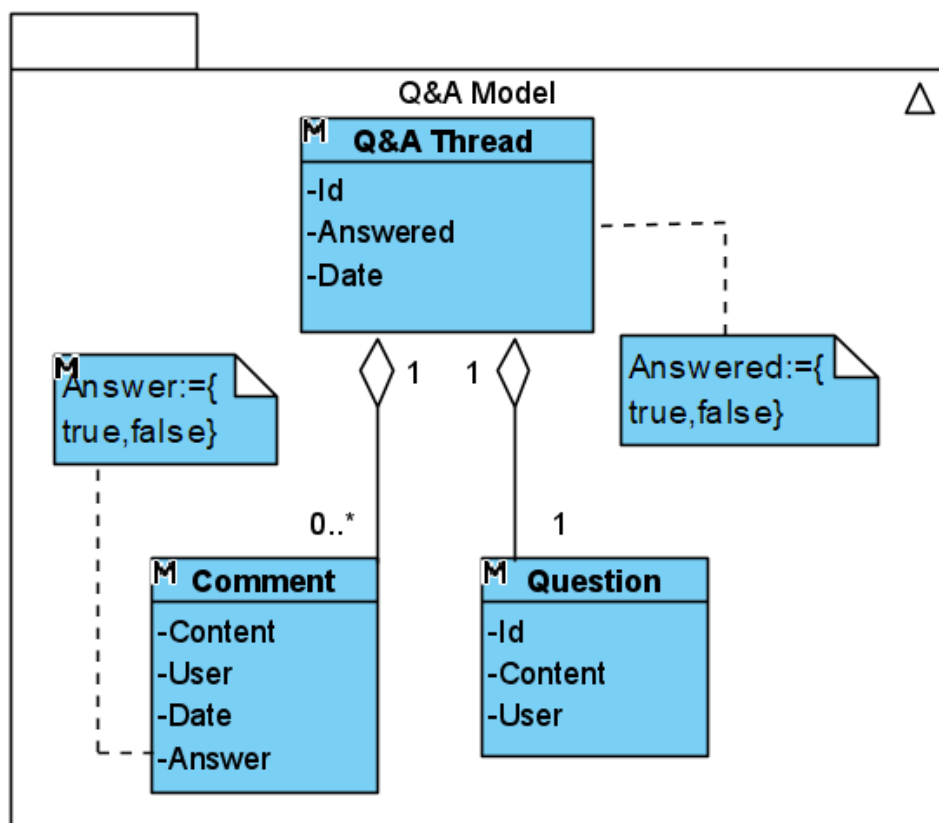 Q&A Model
M
Q&A Thread
-Id
-Answered
-Date
1
1
M
Answer:={
true,false}
Answered:={
true,false}
0..*
1
M
Comment
-Content
-User
-Date
-Answer
M
Question
-Id
-Content
-User